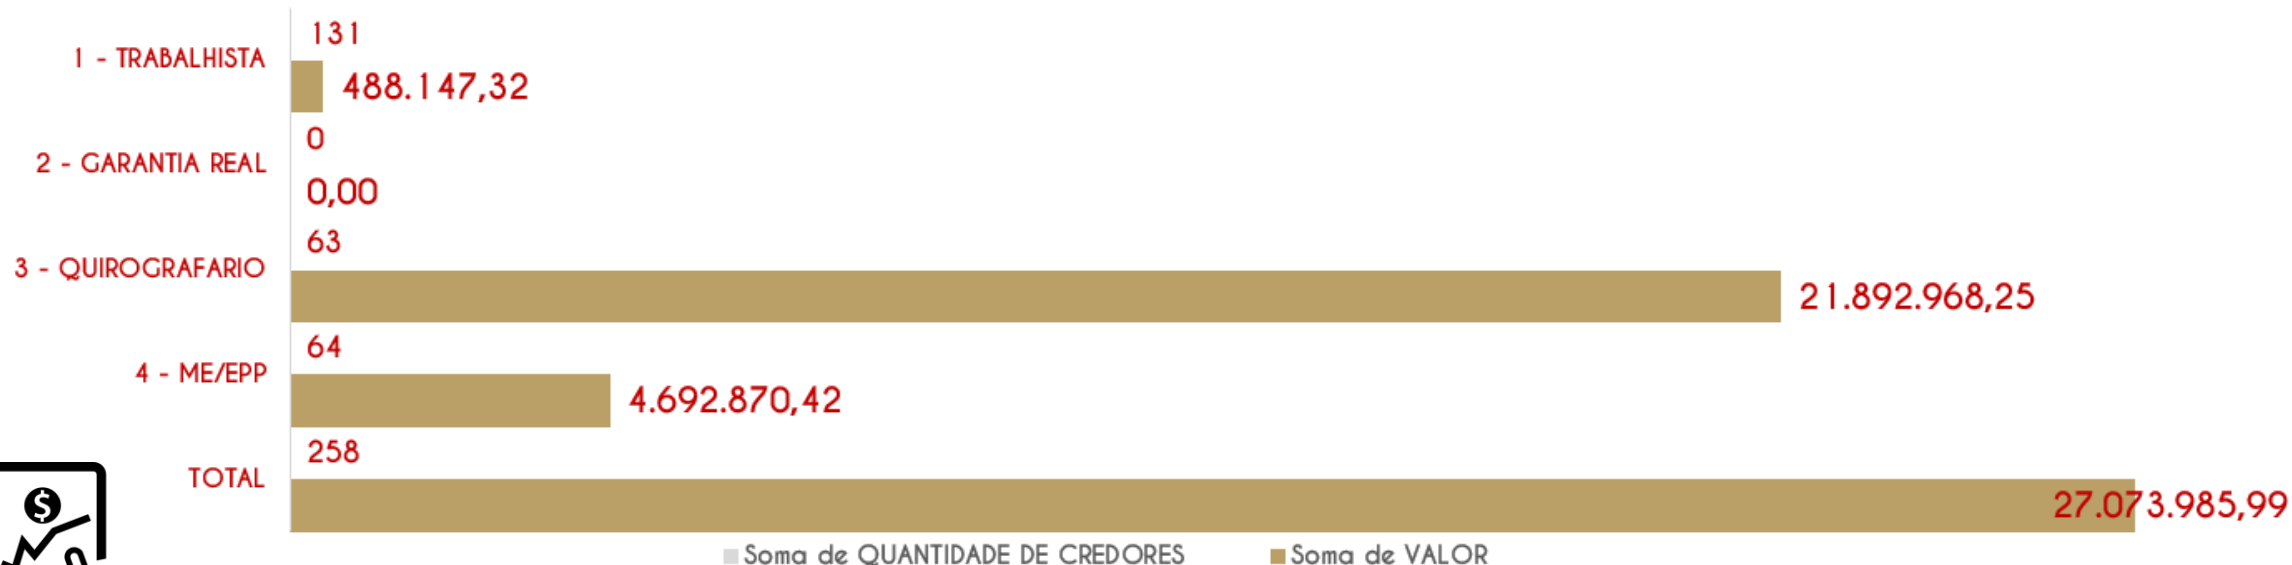 131
1 - TRABALHISTA
488.147,32
0
2 - GARANTIA REAL
0,00
63
3 - QUIROGRAFARIO
21.892.968,25
64
4 - ME/EPP
4.692.870,42
258
TOTAL
27.073.985,99
$
Soma de QUANTIDADE DE CREDORES
Soma de VALOR